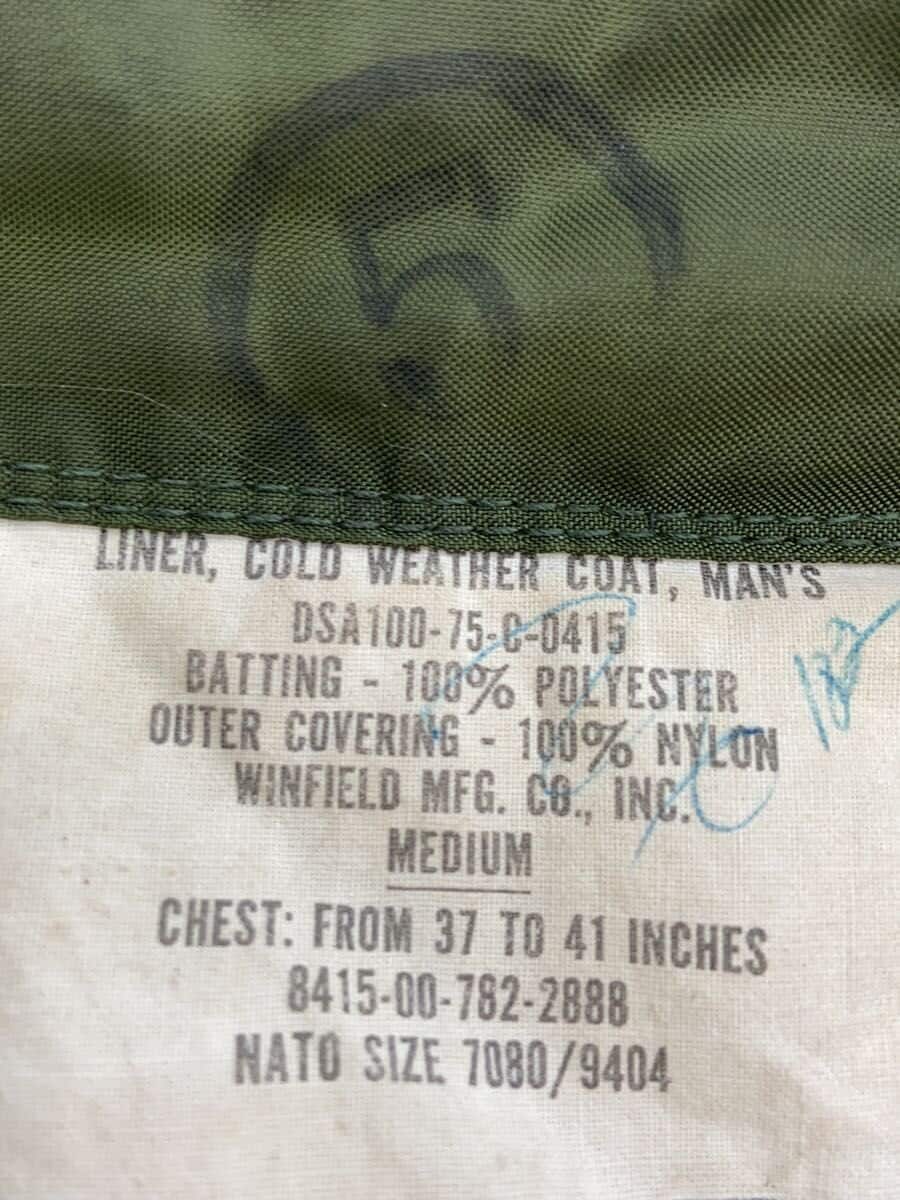 5
LINER, COLD WEATHER COAT, MAN'S
DSA100-75-C-0415
BATTING - 100% POLYESTER
OUTER COVERING - 100% NYLON
WINFIELD MFG. CO., INC.
MEDIUM
CHEST: FROM 37 TO 41 INCHES
8415-00-782-2888
NATO SIZE 7080/9404